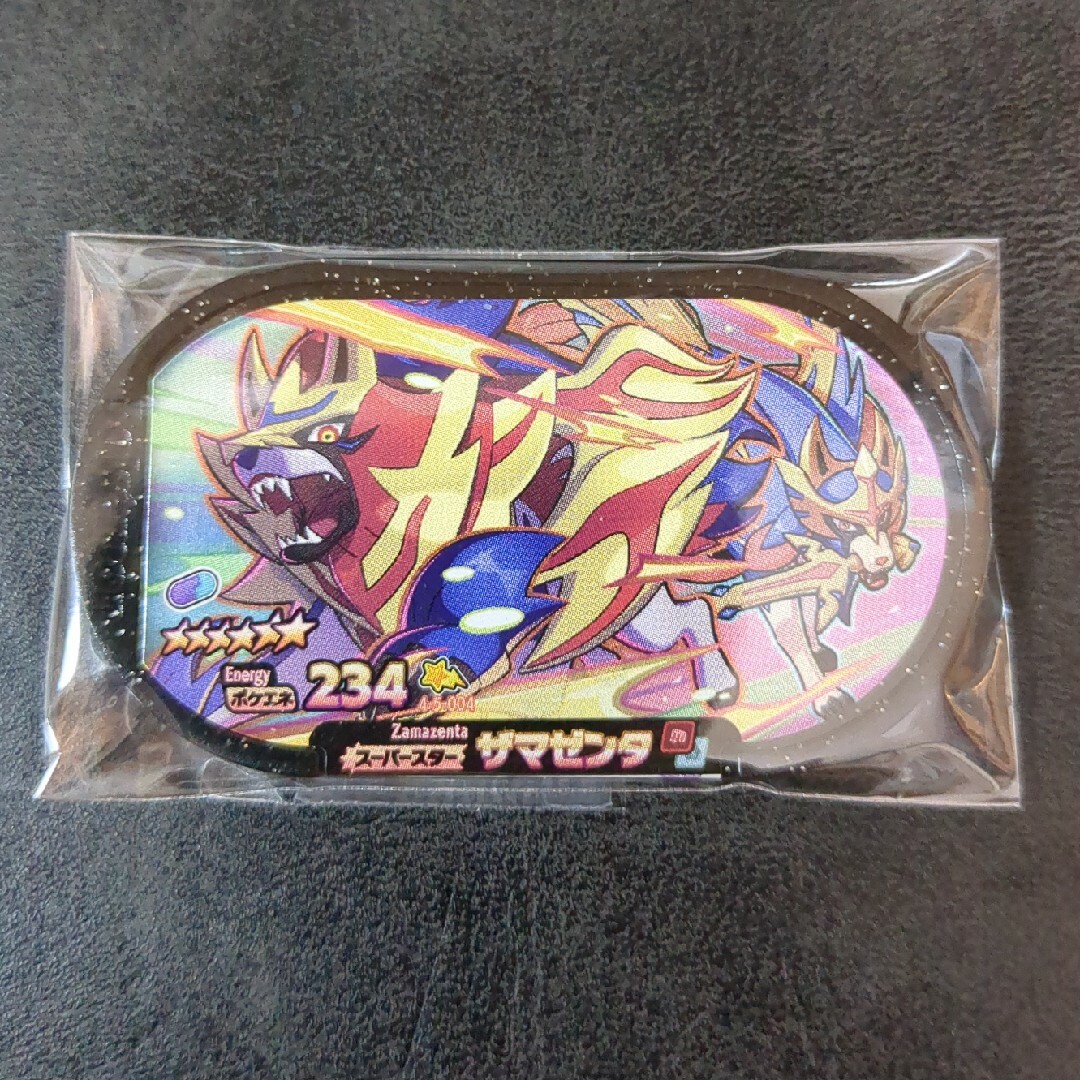 Energy
ポケエネ 234
4-5-004
Zamazenta
スーパースター ザマゼンタ